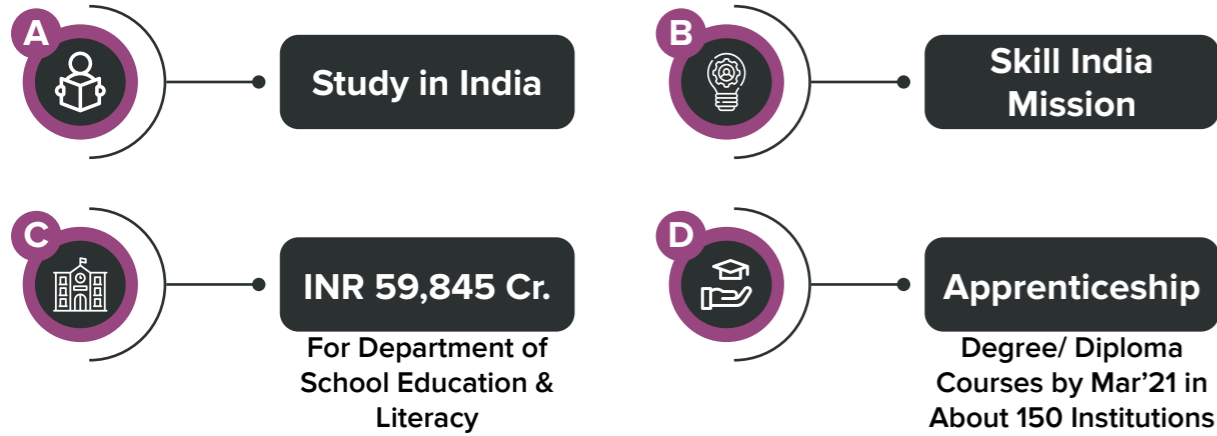 A
Study in India
B
Skill India
Mission
C
INR 59,845 Cr.
For Department of
School Education &
Literacy
D
Apprenticeship
Degree/ Diploma
Courses by Mar’21 in
About 150 Institutions